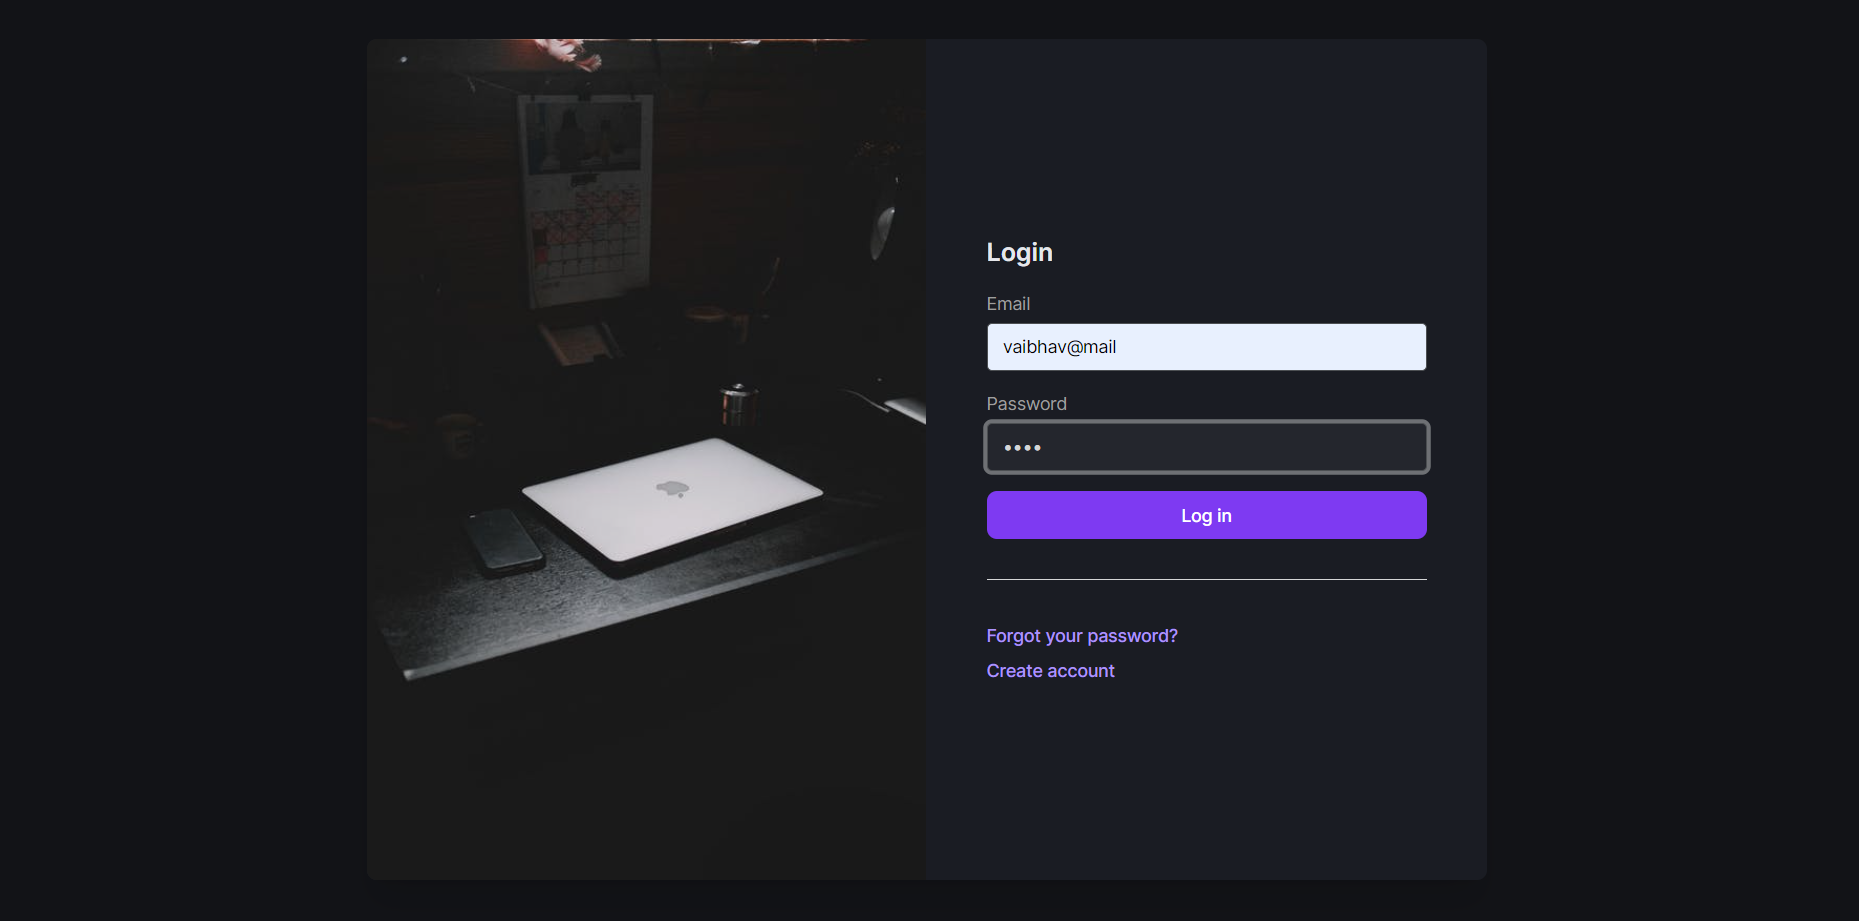 Login
Email
vaibhav@mail
Password
••••
Log in
Forgot your password?
Create account